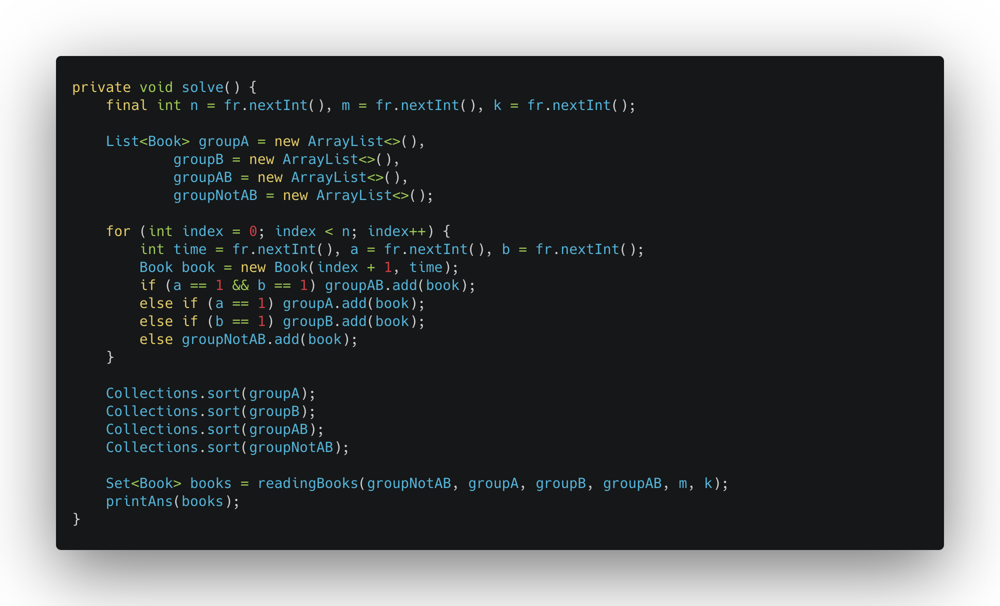 private void solve() {
    final int n = fr.nextInt(), m = fr.nextInt(), k = fr.nextInt();

    List<Book> groupA = new ArrayList<>(),
            groupB = new ArrayList<>(),
            groupAB = new ArrayList<>(),
            groupNotAB = new ArrayList<>();

    for (int index = 0; index < n; index++) {
        int time = fr.nextInt(), a = fr.nextInt(), b = fr.nextInt();
        Book book = new Book(index + 1, time);
        if (a == 1 && b == 1) groupAB.add(book);
        else if (a == 1) groupA.add(book);
        else if (b == 1) groupB.add(book);
        else groupNotAB.add(book);
    }

    Collections.sort(groupA);
    Collections.sort(groupB);
    Collections.sort(groupAB);
    Collections.sort(groupNotAB);

    Set<Book> books = readingBooks(groupNotAB, groupA, groupB, groupAB, m, k);
    printAns(books);
}